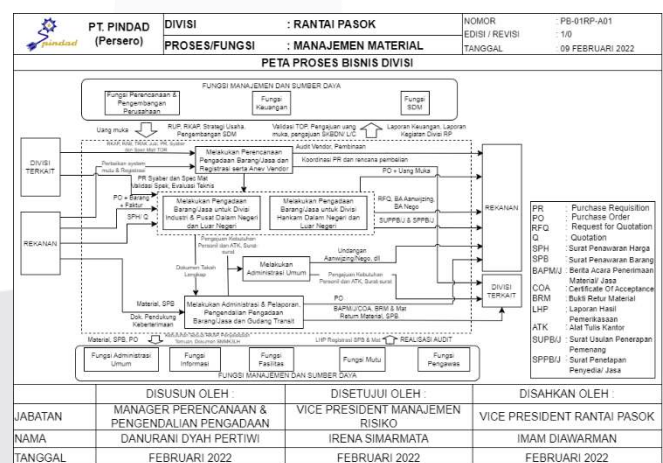 pindad
PT. PINDAD
(Persero)
DIVISI : RANTAI PASOK
PROSES/FUNGSI : MANAJEMEN MATERIAL
NOMOR : PB-01RP-A01
EDISI / REVISI : 1/0
TANGGAL : 09 FEBRUARI 2022
PETA PROSES BISNIS DIVISI
FUNGSI MANAJEMEN DAN SUMBER DAYA
Fungsi Perencanaan &
Pengembangan
Perusahaan
Fungsi
Keuangan
Fungsi
SDM
Uang muka
RUP, RKAP, Strategi Usaha,
Pengembangan SDM
Validasi TOP, Pengajuan uang
muka, pengajuan SKBDN/ L/C
Laporan Keuangan, Laporan
Kegiatan Divisi RP
DIVISI
TERKAIT
dan Spec Mat TOR
Perbaikan system
mutu & Registrasi
Melakukan Perencanaan
Pengadaan Barang/Jasa dan
Registrasi serta Anev Vendor
Audit Vendor, Pembinaan
Koordinasi PR dan rencana pembelian
PO + Uang Muka
PR Syaber dan Spec Mat
Validasi Spek, Evaluasi Teknis
PO + Barang
+ Faktur
SPH/ Q
REKANAN
Melakukan Pengadaan
Barang/Jasa untuk Divisi
Industri & Pusat Dalam Negeri
dan Luar Negeri
Melakukan Pengadaan
Barang/Jasa untuk Divisi
Hankam Dalam Negeri dan
Luar Negeri
RFQ, BA Aanwijzing,
BA Nego
SUPPB/J & SPPB/J
REKANAN
Pengajuan Kebutuhan
Personil dan ATK, Surat-
surat
Dokumen Tekah
Lengkap
Melakukan
Administrasi Umum
Undangan
Aanwijzing/Nego, dll
Pengajuan Kebutuhan
Personil dan ATK, Surat-surat
DIVISI
TERKAIT
Material, SPB
Dok. Pendukung
Keberterimaan
Melakukan Administrasi & Pelaporan,
Pengendalian Pengadaan
Barang/Jasa dan Gudang Transit
PO
BAPM/J/COA, BRM & Mat
Return Material, SPB
Material, SPB, PO
LHP Registrasi SPB & Mat
REALISASI AUDIT
Fungsi Administrasi
Umum
Fungsi
Informasi
Fungsi
Fasilitas
Fungsi Mutu
Fungsi
Pengawas
FUNGSI MANAJEMEN DAN SUMBER DAYA
PR : Purchase Requisition
PO : Purchase Order
RFQ : Request for Quotation
Q : Quotation
SPH : Surat Penawaran Harga
SPB : Surat Penawaran Barang
BAPM/J : Berita Acara Penerimaan
Material/ Jasa
COA : Certificate Of Acceptance
BRM : Bukti Retur Material
LHP : Laporan Hasil
Pemeriksaan
ATK : Alat Tulis Kantor
SUPB/J : Surat Usulan Penerapan
Pemenang
SPPB/J : Surat Penetapan
Penyedia/ Jasa
DISUSUN OLEH : DISETUJUI OLEH : DISAHKAN OLEH :
JABATAN MANAGER PERENCANAAN &
PENGENDALIAN PENGADAAN VICE PRESIDENT MANAJEMEN
RISIKO VICE PRESIDENT RANTAI PASOK
NAMA DANURANI DYAH PERTIWI IRENA SIMARMATA IMAM DIAWARMAN
TANGGAL FEBRUARI 2022 FEBRUARI 2022 FEBRUARI 2022